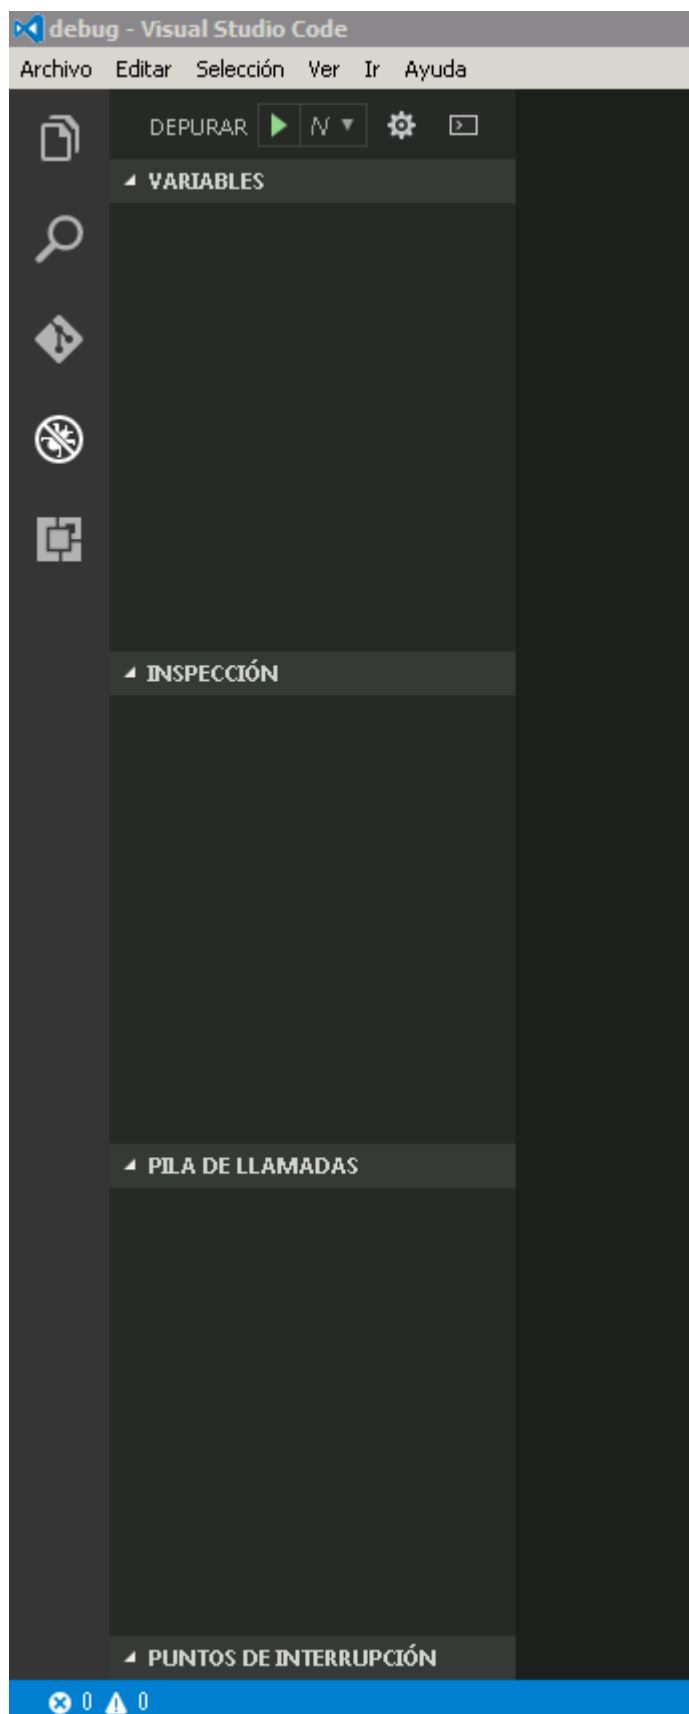 debug - Visual Studio Code
Archivo Editar Selección Ver Ir Ayuda
DEPURAR N
VARIABLES
INSPECCIÓN
PILA DE LLAMADAS
PUNTOS DE INTERRUPCIÓN
0 0